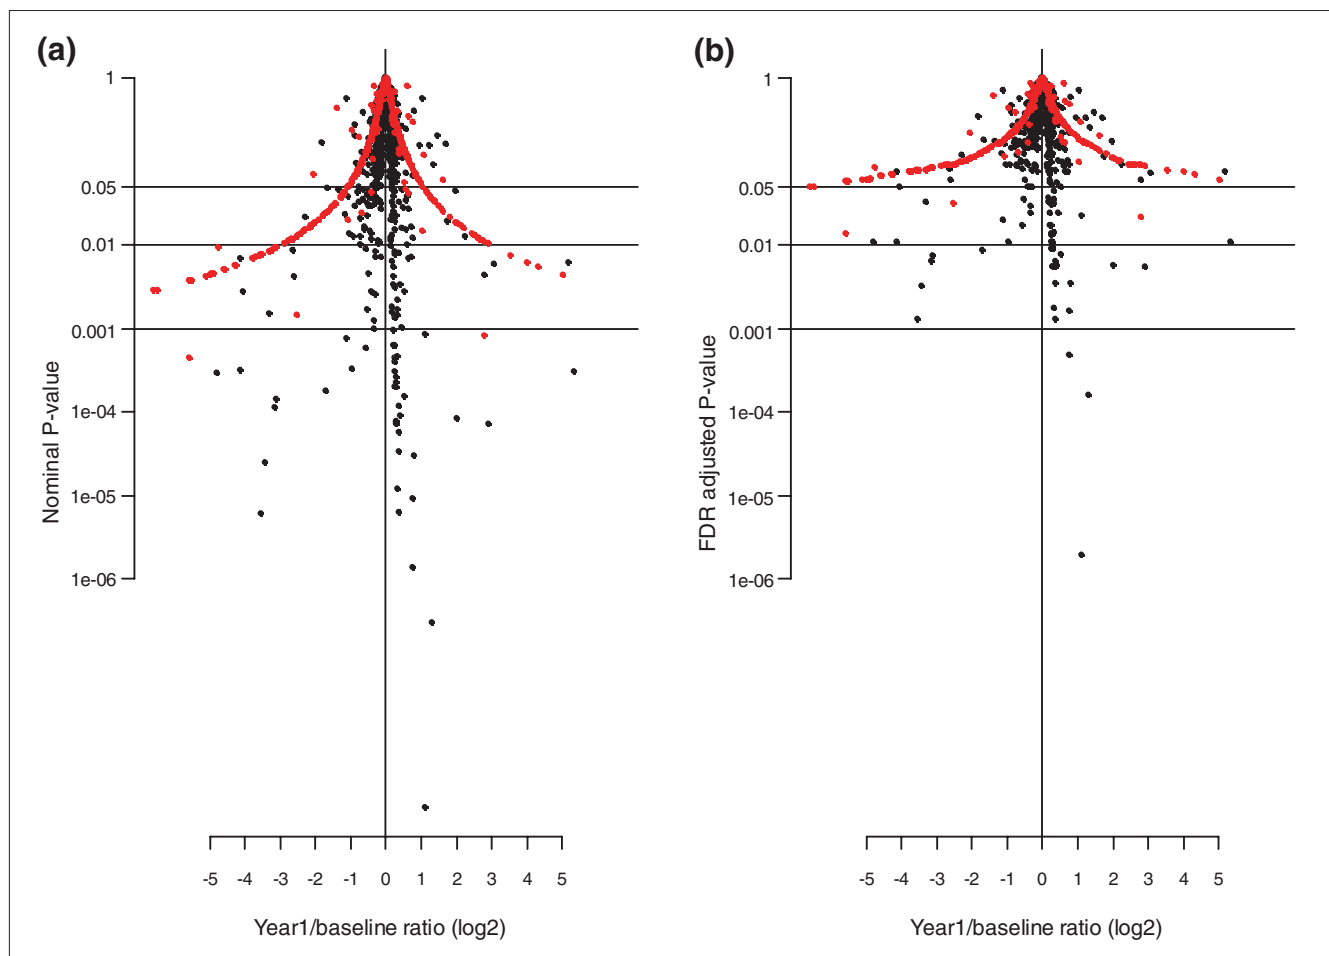 (a)
1
0.05
0.01
0.001
1e-04
1e-05
1e-06
Nominal P-value
-5 -4 -3 -2 -1 0 1 2 3 4 5
Year1/baseline ratio (log2)
(b)
1
0.05
0.01
0.001
1e-04
1e-05
1e-06
FDR adjusted P-value
-5 -4 -3 -2 -1 0 1 2 3 4 5
Year1/baseline ratio (log2)